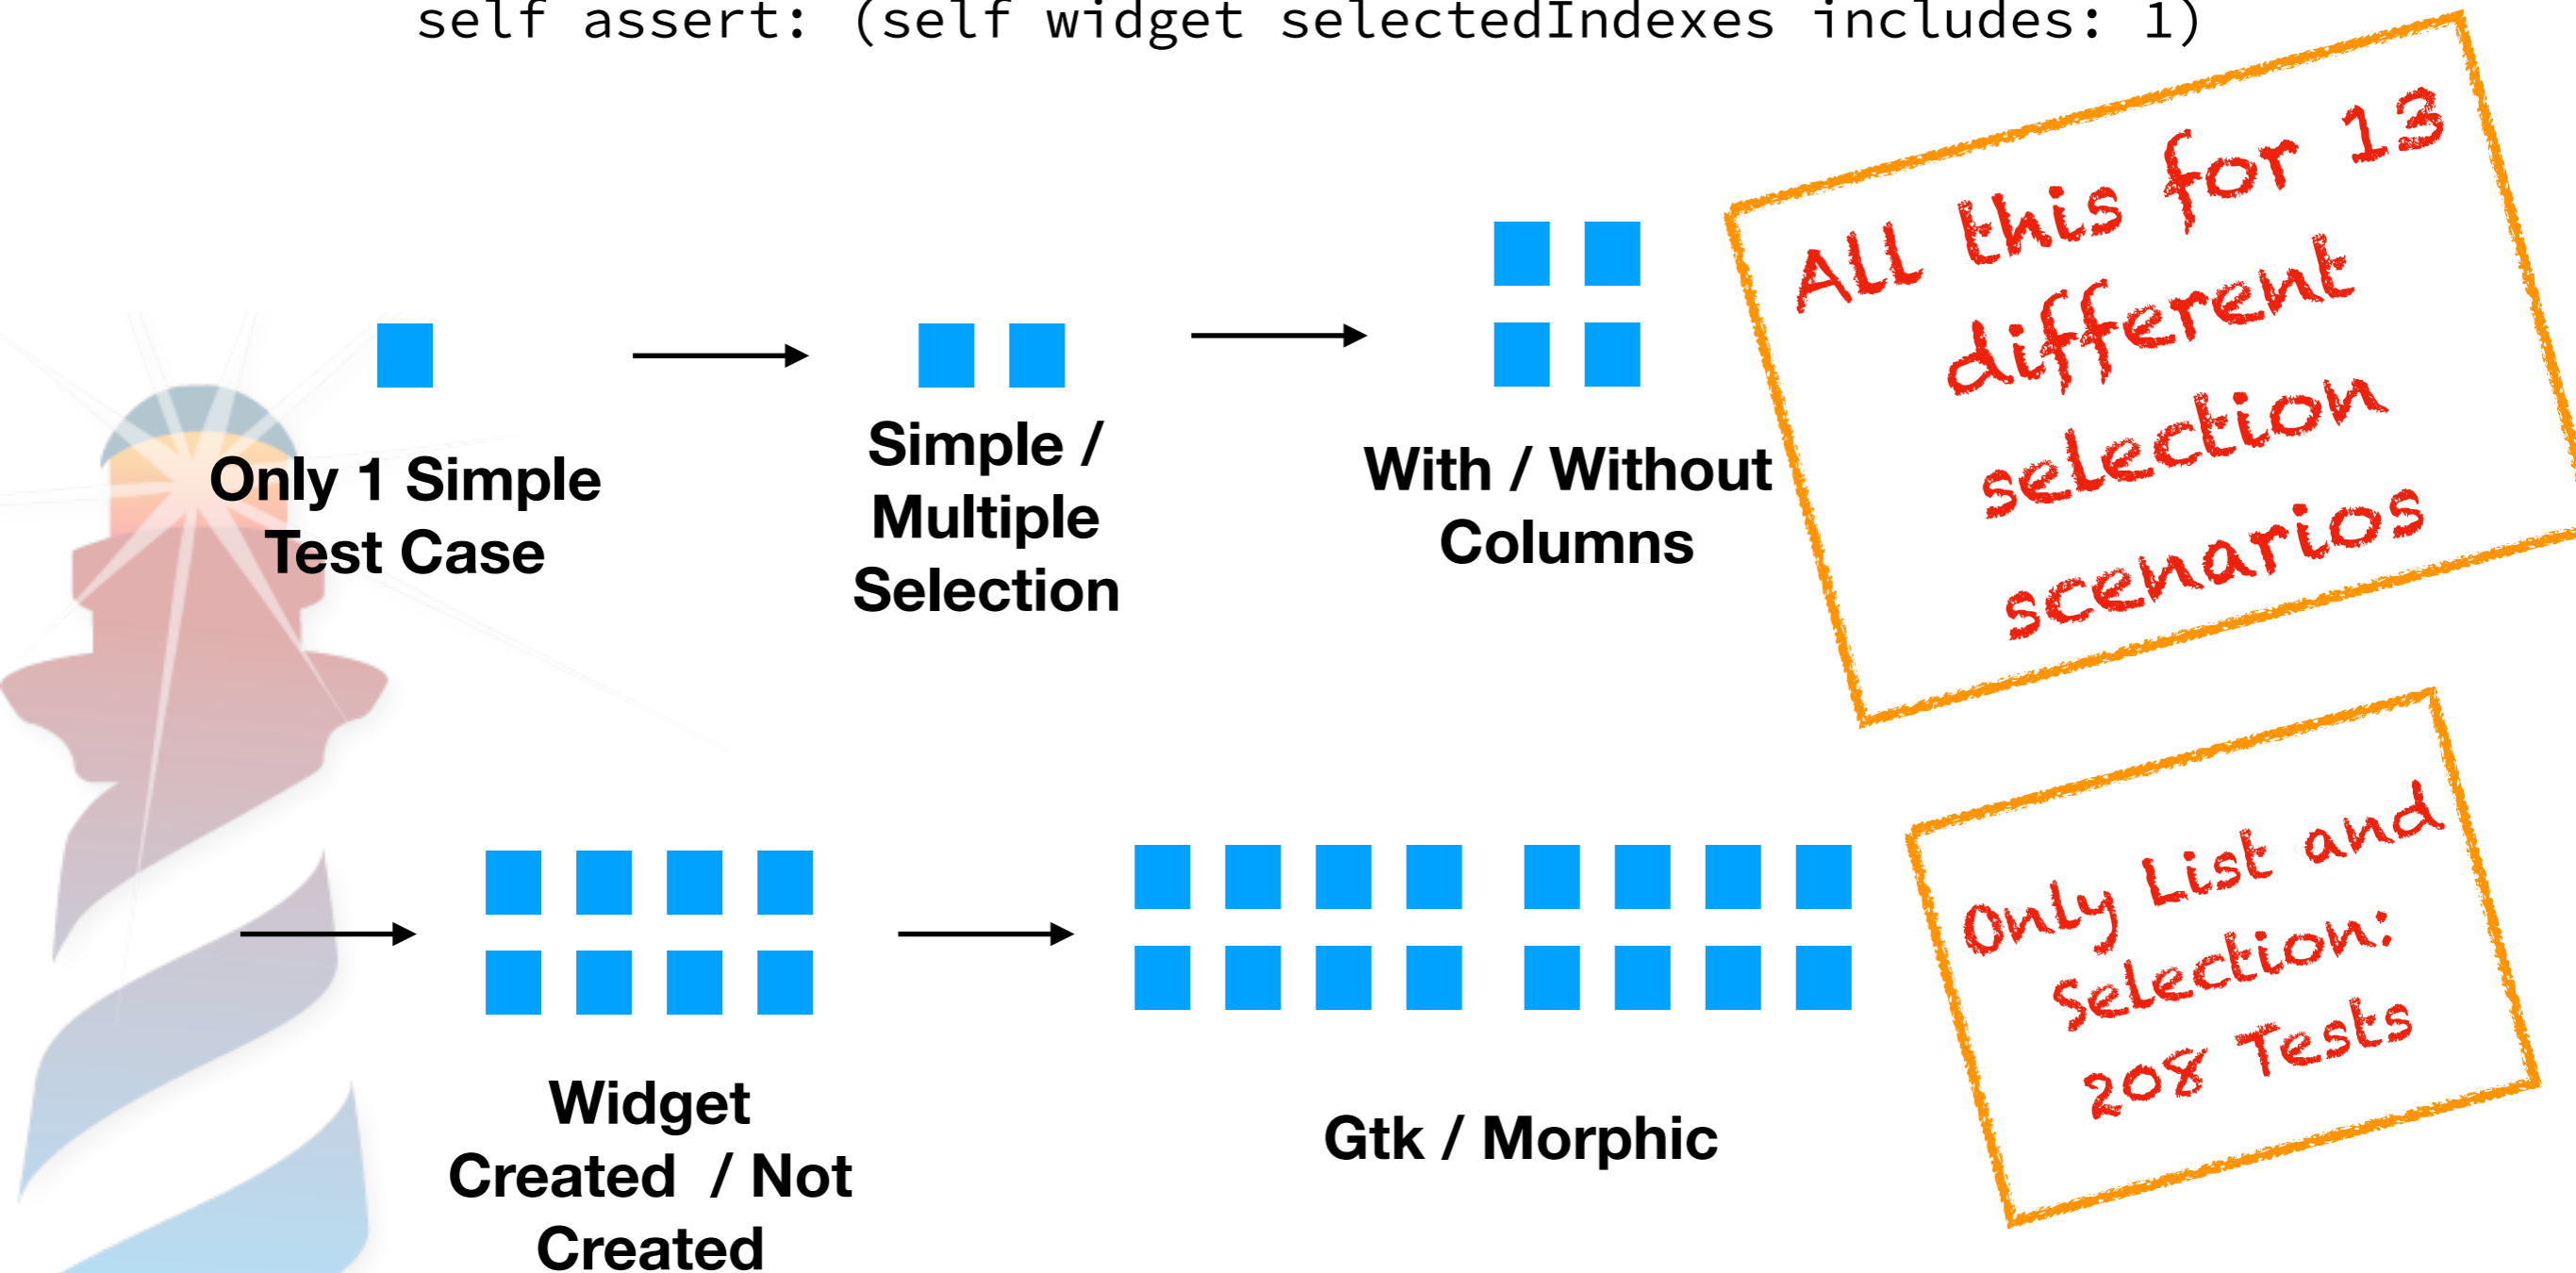 self assert: (self widget selectedIndexes includes: 1)
All this for 13
different
selection
scenarios
Only 1 Simple
Test Case
Simple /
Multiple
Selection
With / Without
Columns
Widget
Created / Not
Created
Gtk / Morphic
Only List and
Selection:
208 Tests